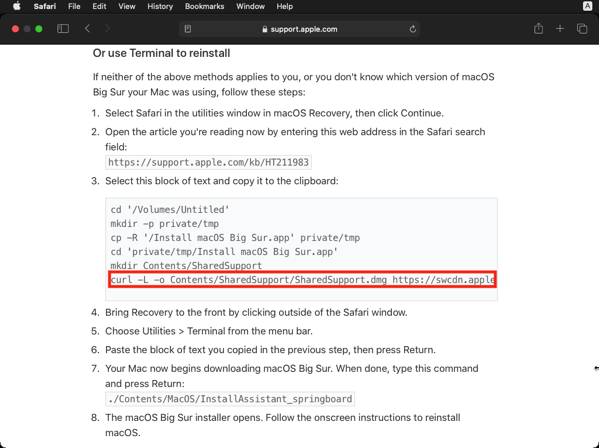 Safari File Edit View History Bookmarks Window Help A
support.apple.com
Or use Terminal to reinstall
If neither of the above methods applies to you, or you don't know which version of macOS
Big Sur your Mac was using, follow these steps:
1. Select Safari in the utilities window in macOS Recovery, then click Continue.
2. Open the article you're reading now by entering this web address in the Safari search
field:
https://support.apple.com/kb/HT211983
3. Select this block of text and copy it to the clipboard:
cd '/Volumes/Untitled'
mkdir -p private/tmp
cp -R '/Install macOS Big Sur.app' private/tmp
cd 'private/tmp/Install macOS Big Sur.app'
mkdir Contents/SharedSupport
curl -L -o Contents/SharedSupport/SharedSupport.dmg https://swcdn.apple
4. Bring Recovery to the front by clicking outside of the Safari window.
5. Choose Utilities > Terminal from the menu bar.
6. Paste the block of text you copied in the previous step, then press Return.
7. Your Mac now begins downloading macOS Big Sur. When done, type this command
and press Return:
./Contents/MacOS/InstallAssistant_springboard
8. The macOS Big Sur installer opens. Follow the onscreen instructions to reinstall
macOS.